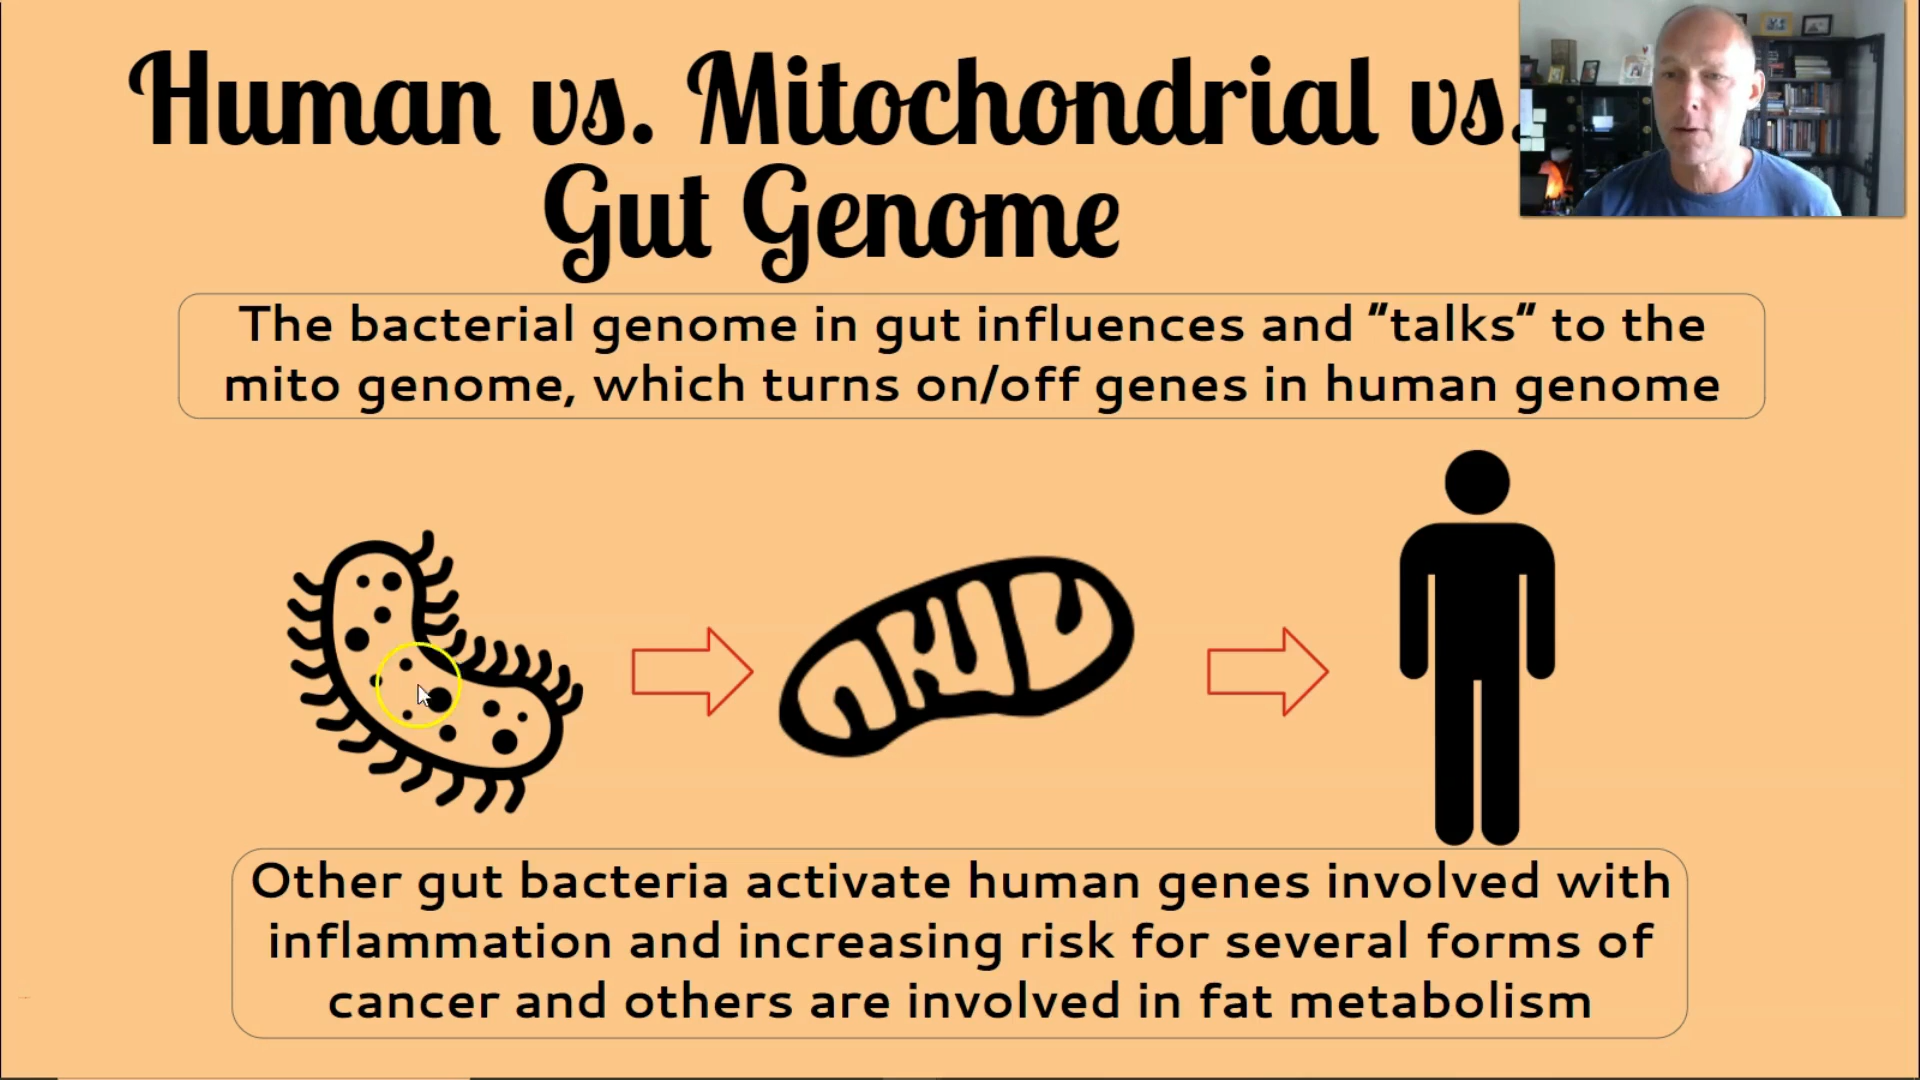 Human vs. Mitochondrial vs.
Gut Genome
The bacterial genome in gut influences and "talks" to the
mito genome, which turns on/off genes in human genome
Other gut bacteria activate human genes involved with
inflammation and increasing risk for several forms of
cancer and others are involved in fat metabolism